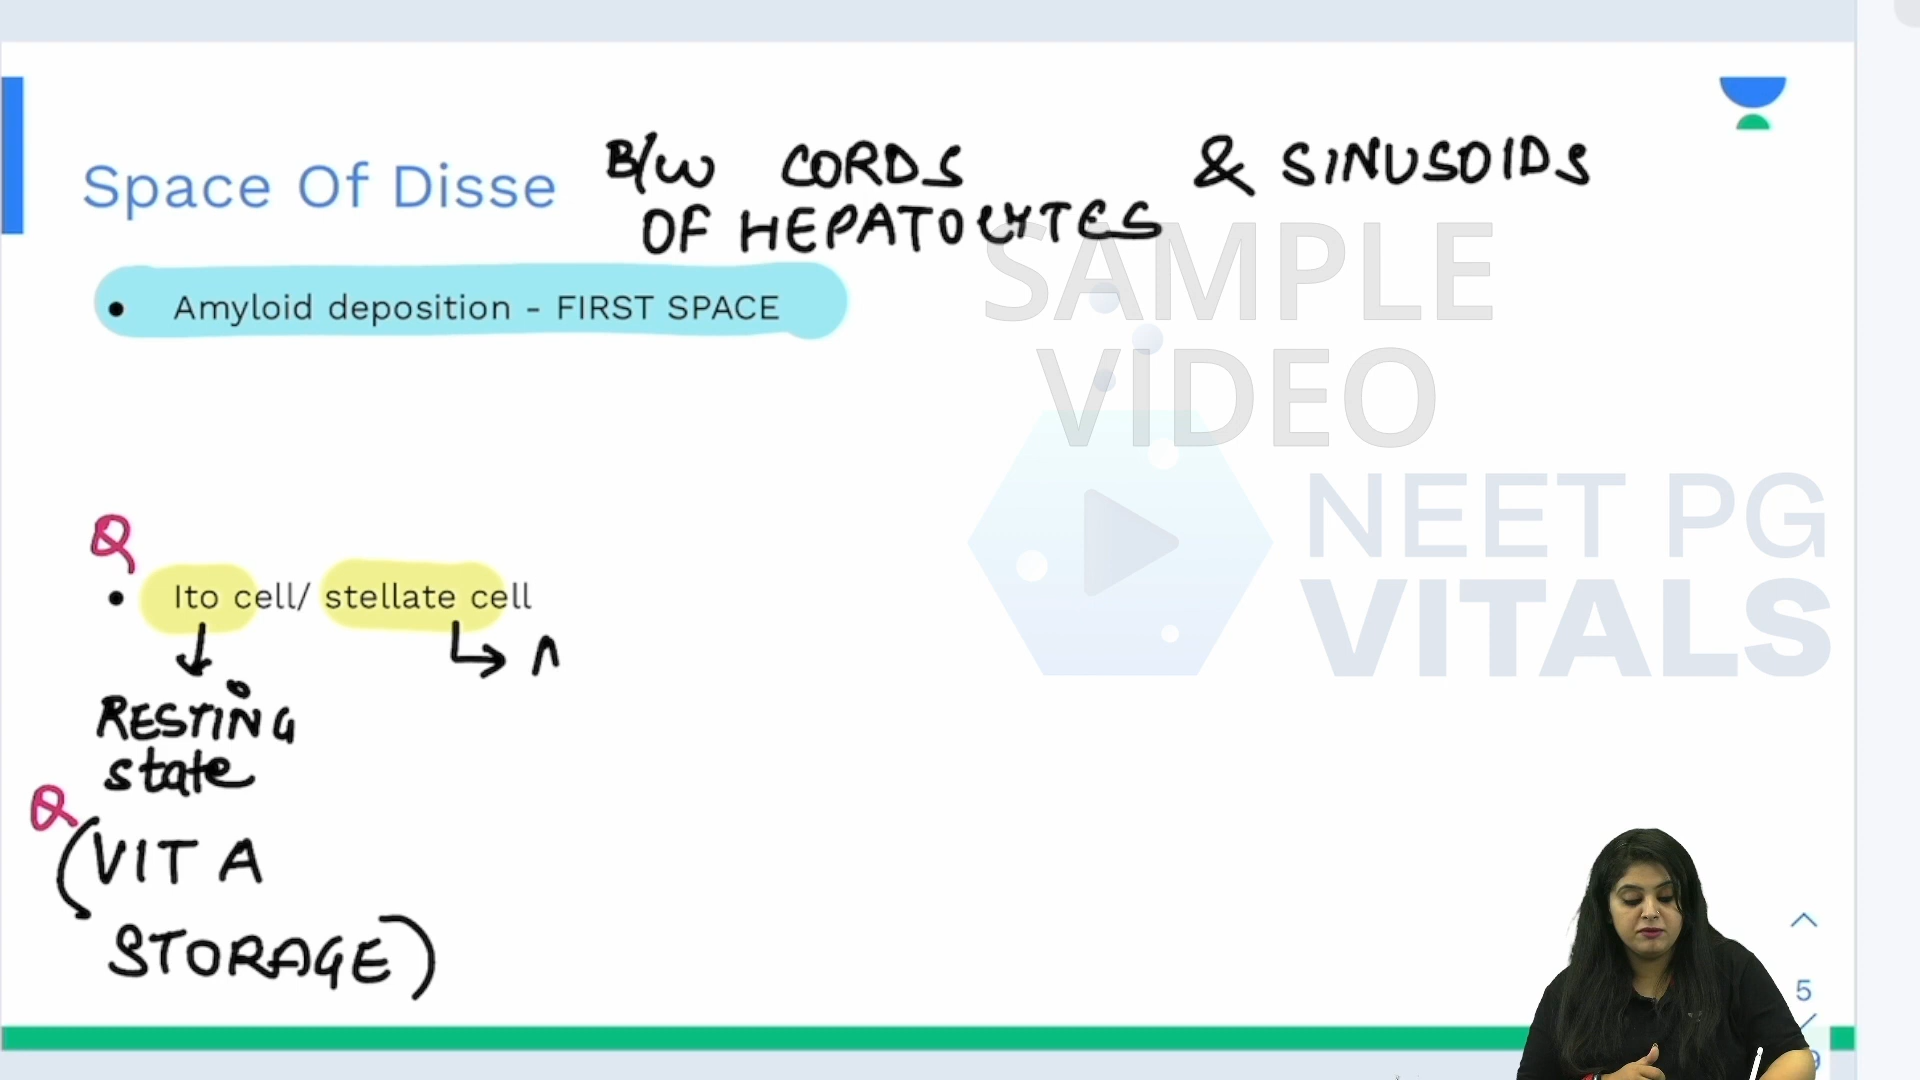 Space Of Disse
B/W CORDS & SINUSOIDS
OF HEPATOCYTES
• Amyloid deposition - FIRST SPACE
SAMPLE
VIDEO
NEET PG
VITALS
Q
• Ito cell/ stellate cell
RESTING
state
Q
(VIT A
STORAGE)
5
/
9